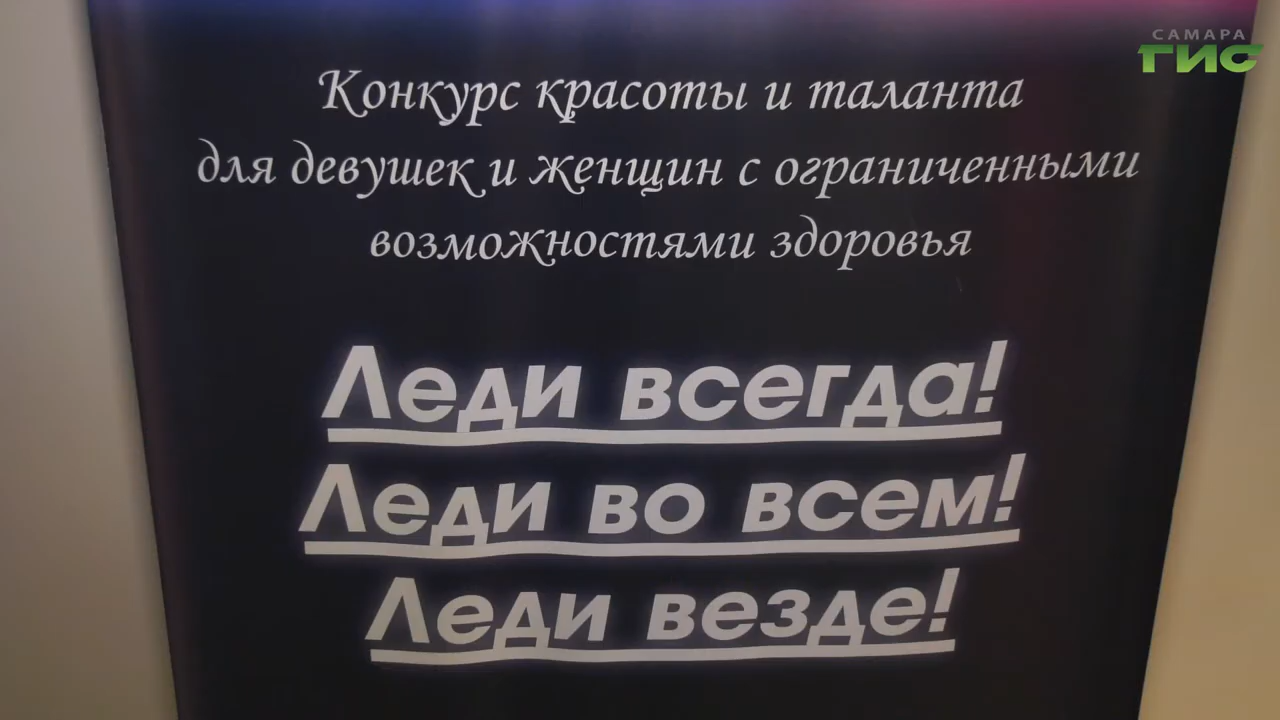 САМАРА
ГИС
Конкурс красоты и таланта
для девушек и женщин с ограниченными
возможностями здоровья
Леди всегда!
Леди во всем!
Леди везде!